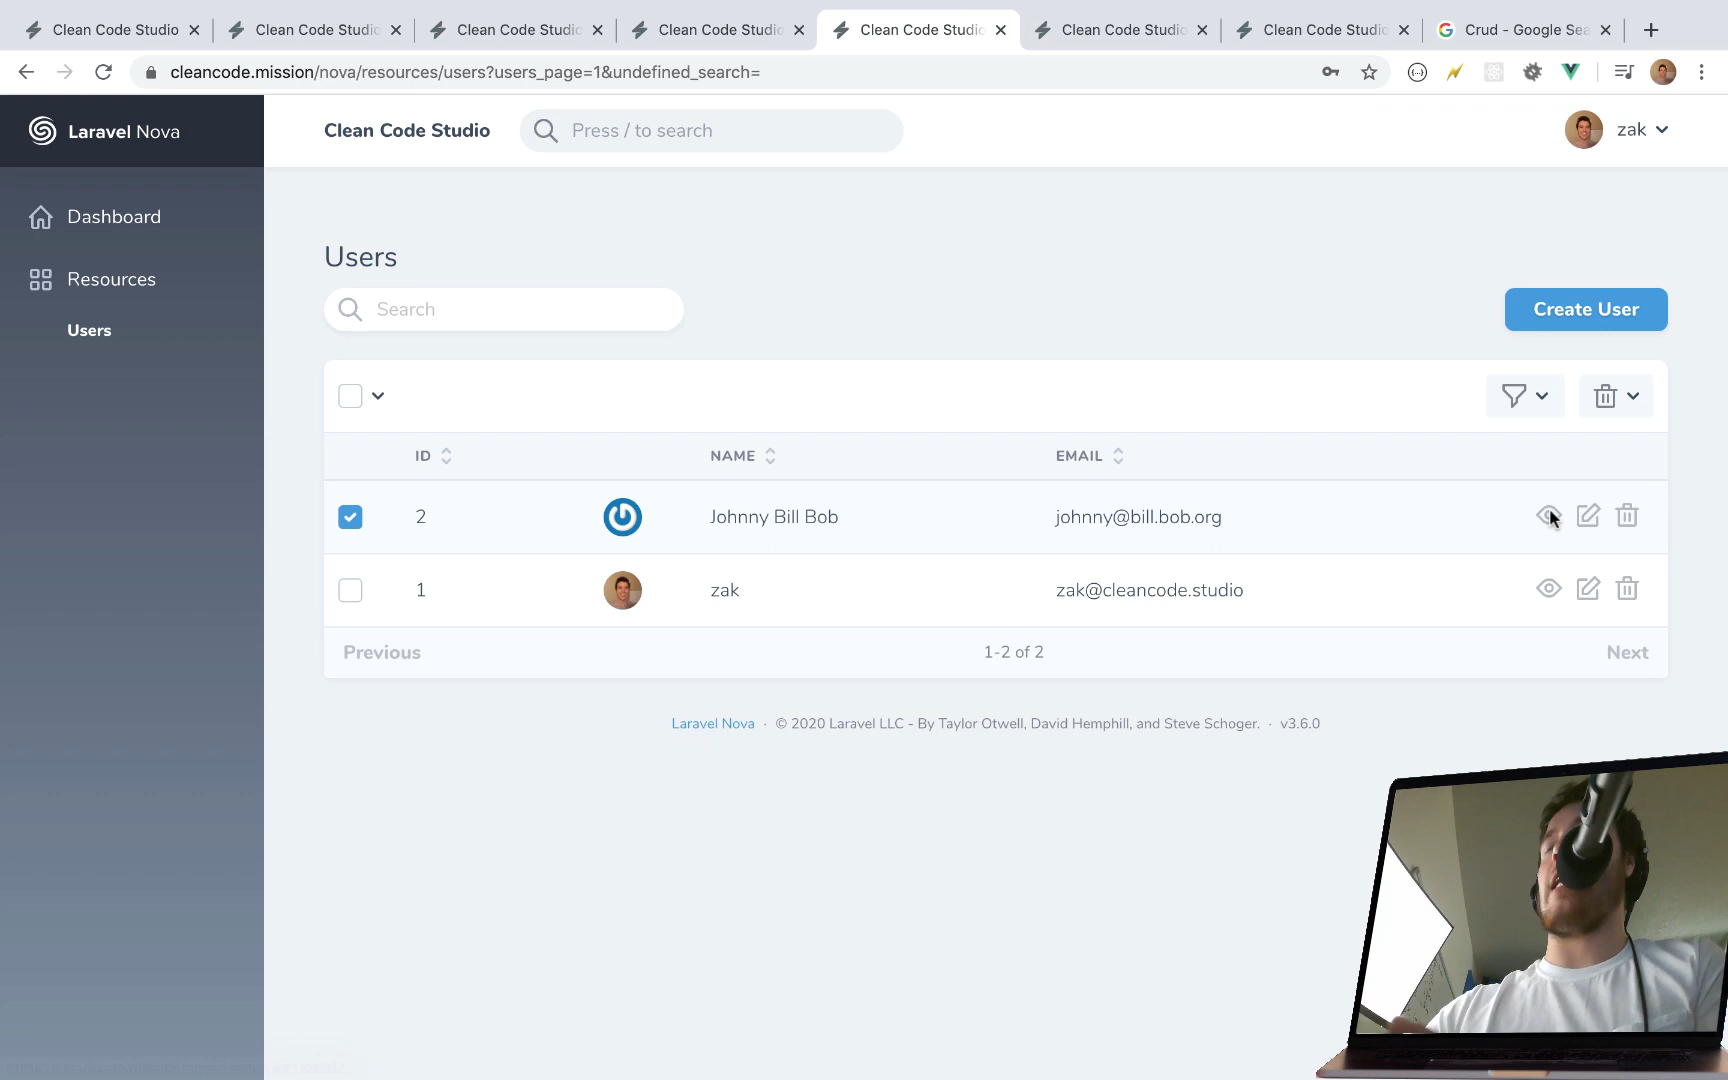 Clean Code Studio
Clean Code Studio
Clean Code Studio
Clean Code Studio
Clean Code Studio
Clean Code Studio
Clean Code Studio
Crud - Google Sea
cleancode.mission/nova/resources/users?users_page=1&undefined_search=
Laravel Nova
Clean Code Studio
Press / to search
zak
Dashboard
Resources
Users
Users
Search
Create User
ID
NAME
EMAIL
2
Johnny Bill Bob
johnny@bill.bob.org
1
zak
zak@cleancode.studio
Previous
1-2 of 2
Next
Laravel Nova · © 2020 Laravel LLC - By Taylor Otwell, David Hemphill, and Steve Schoger. · v3.6.0